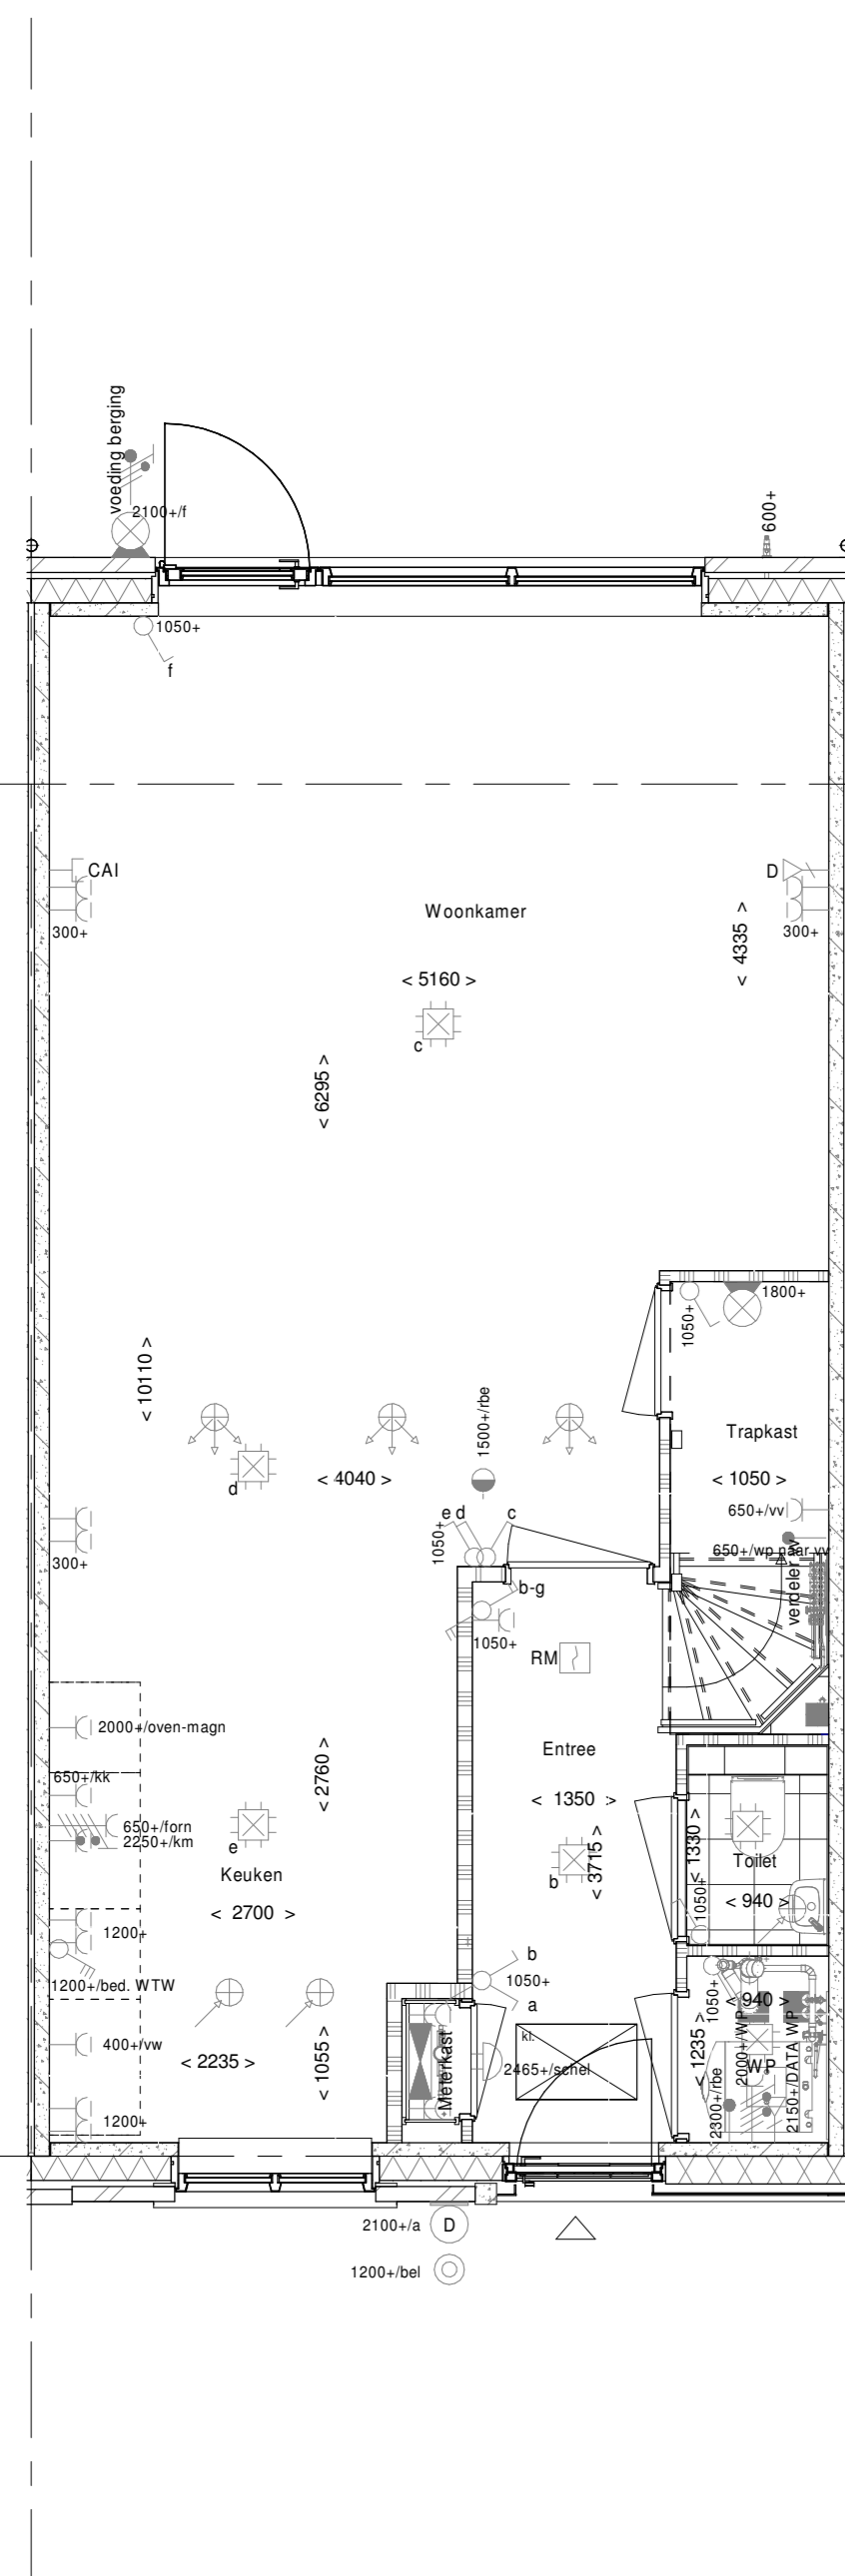 voeding berging
2100+/f
600+
1050+
f
CAI
300+
D
300+
Woonkamer
< 5160 >
< 4335 >
c
< 6295 >
1800+
1050+
< 10110 >
1500+/rbe
Trapkast
d
< 4040 >
< 1050 >
650+/vv
e d
c
1050+
650+/wp naar vv
300+
verdeler vv
b-g
1050+
RM
2000+/oven-magn
Entree
650+/kk
< 2760 >
< 1350 >
650+/forn
2250+/km
e
< 1330 >
Toilet
Keuken
b
< 3715 >
< 2700 >
1050+
< 940 >
1200+
b
1200+/bed. WTW
1050+
a
1050+
< 940 >
kl.
400+/vw
< 2235 >
< 1055 >
Meterkast
2465+/schel
< 1235 >
2000+/WP
WP
2300+/rbe
2150+/DATA WP
1200+
2100+/a
D
1200+/bel